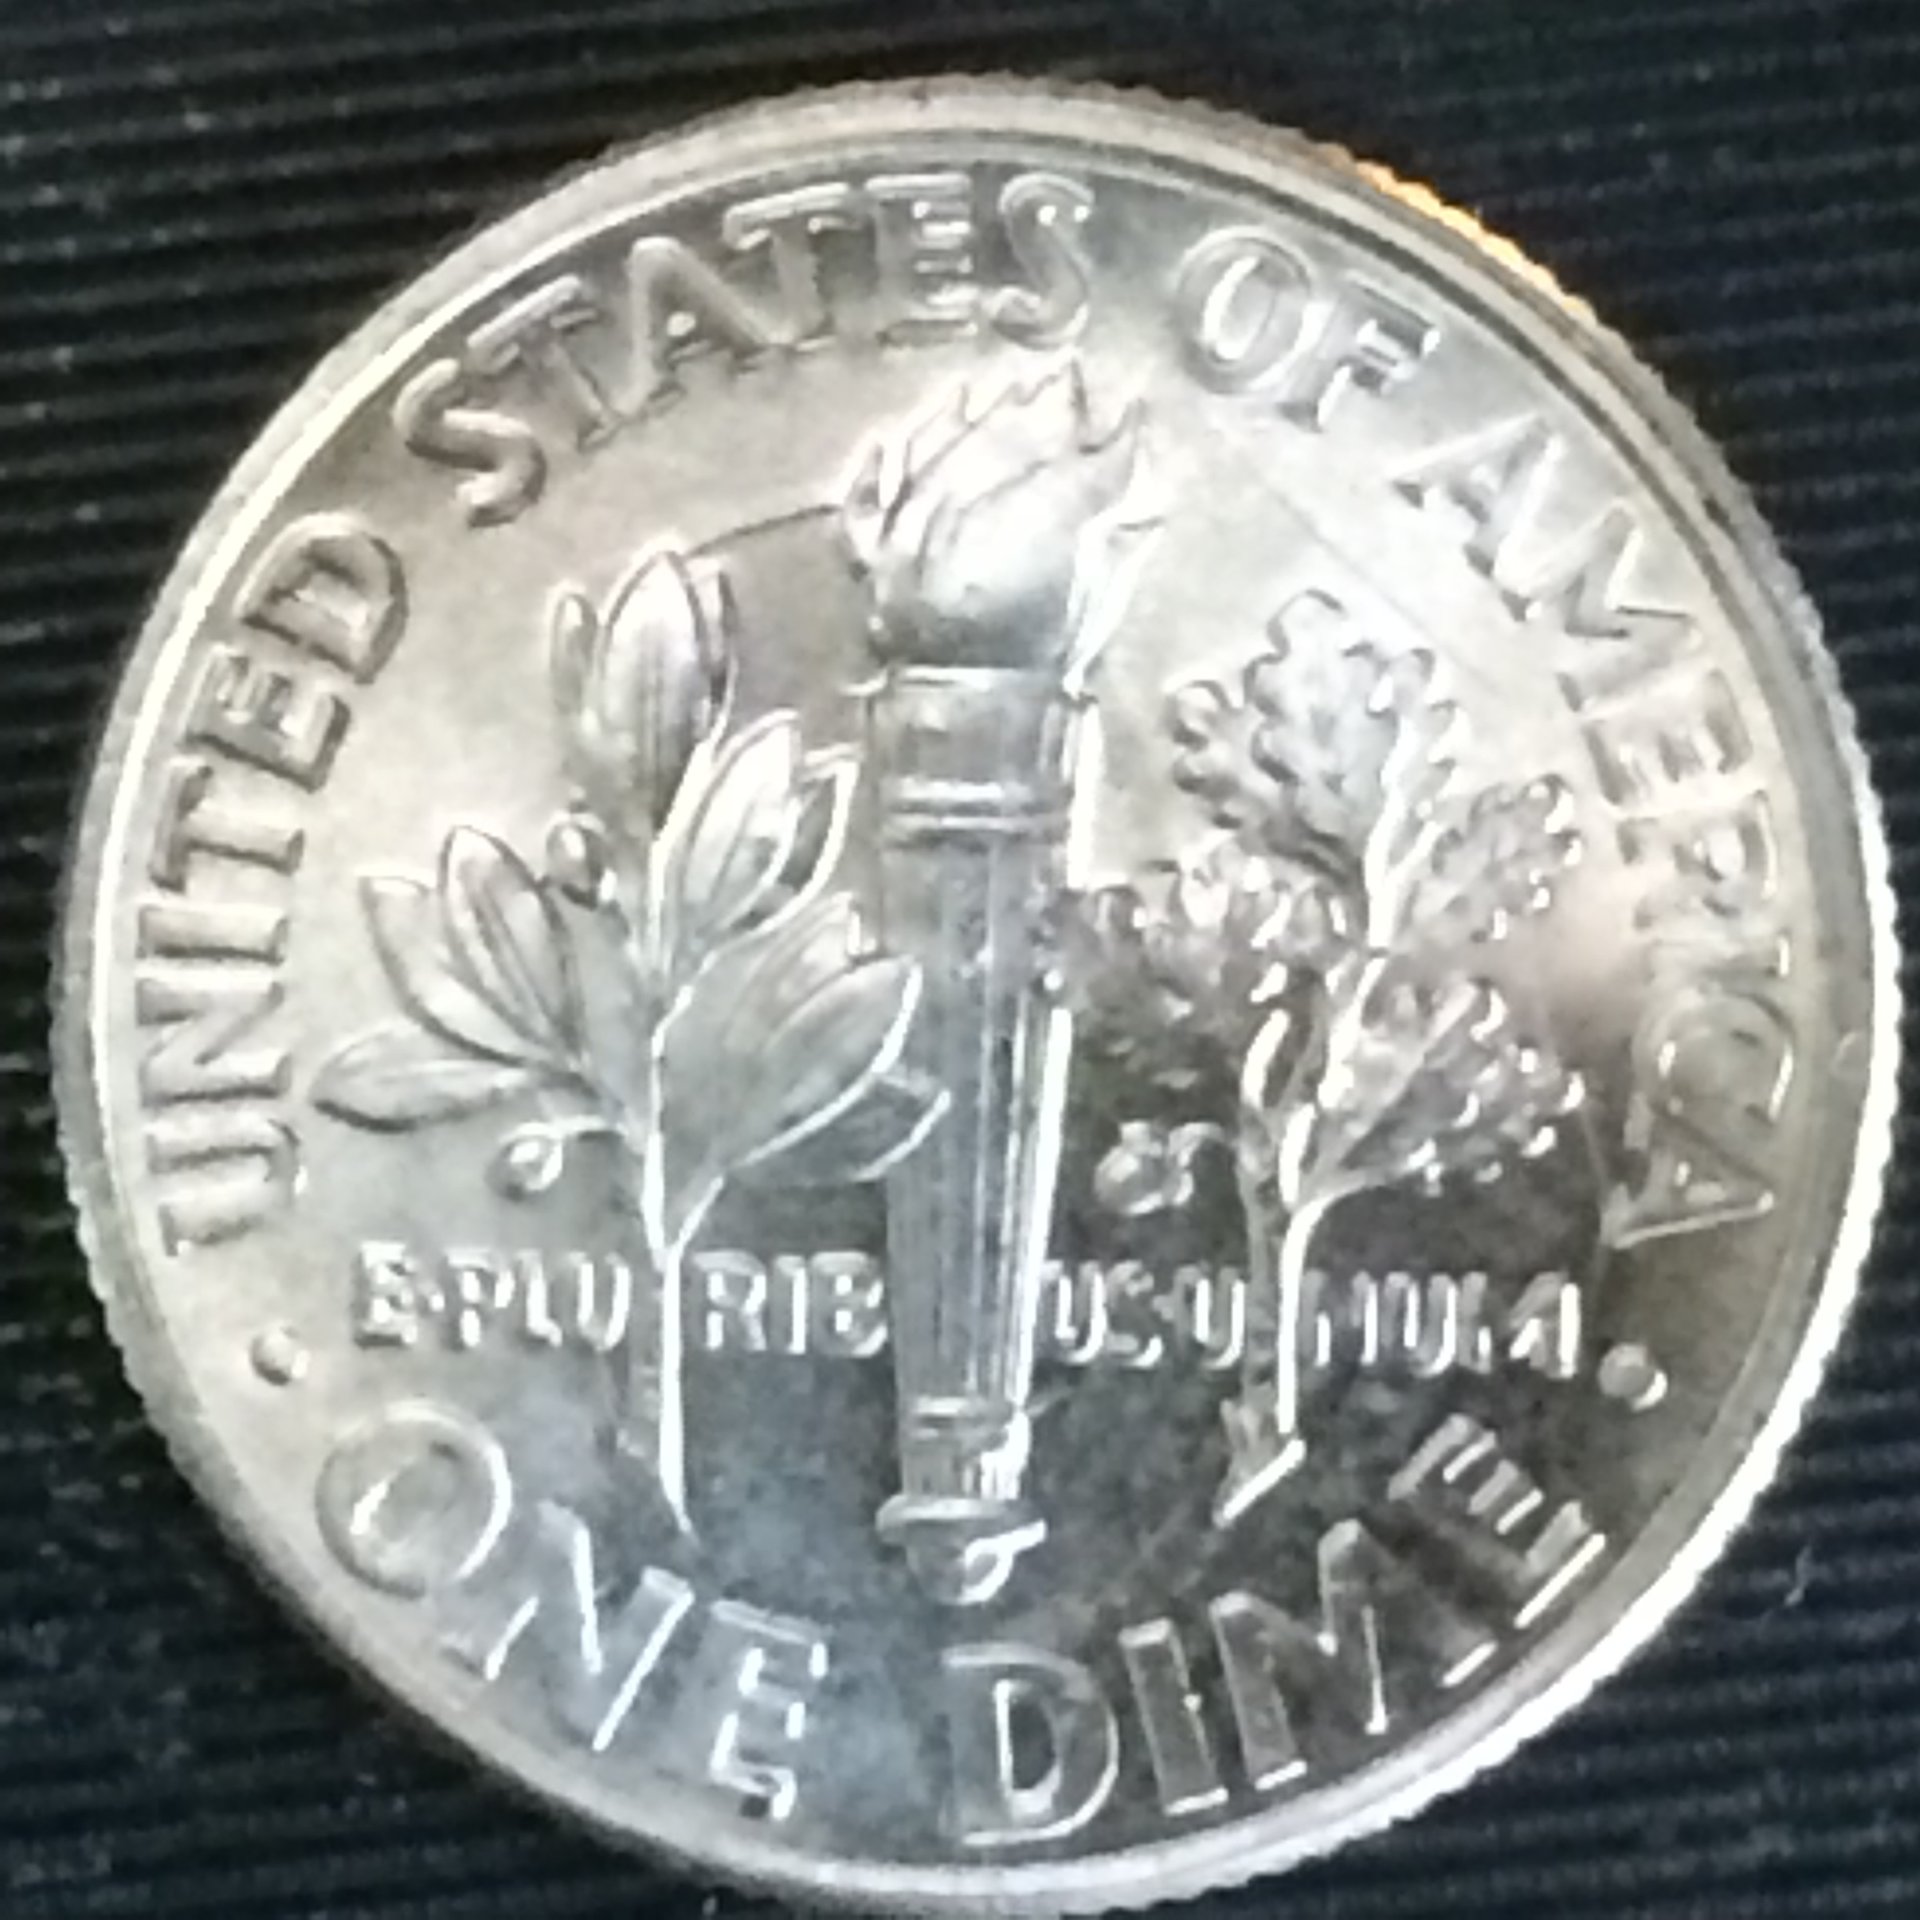 UNITED STATES OF AMERICA
E PLURIBUS UNUM
• ONE DIME •